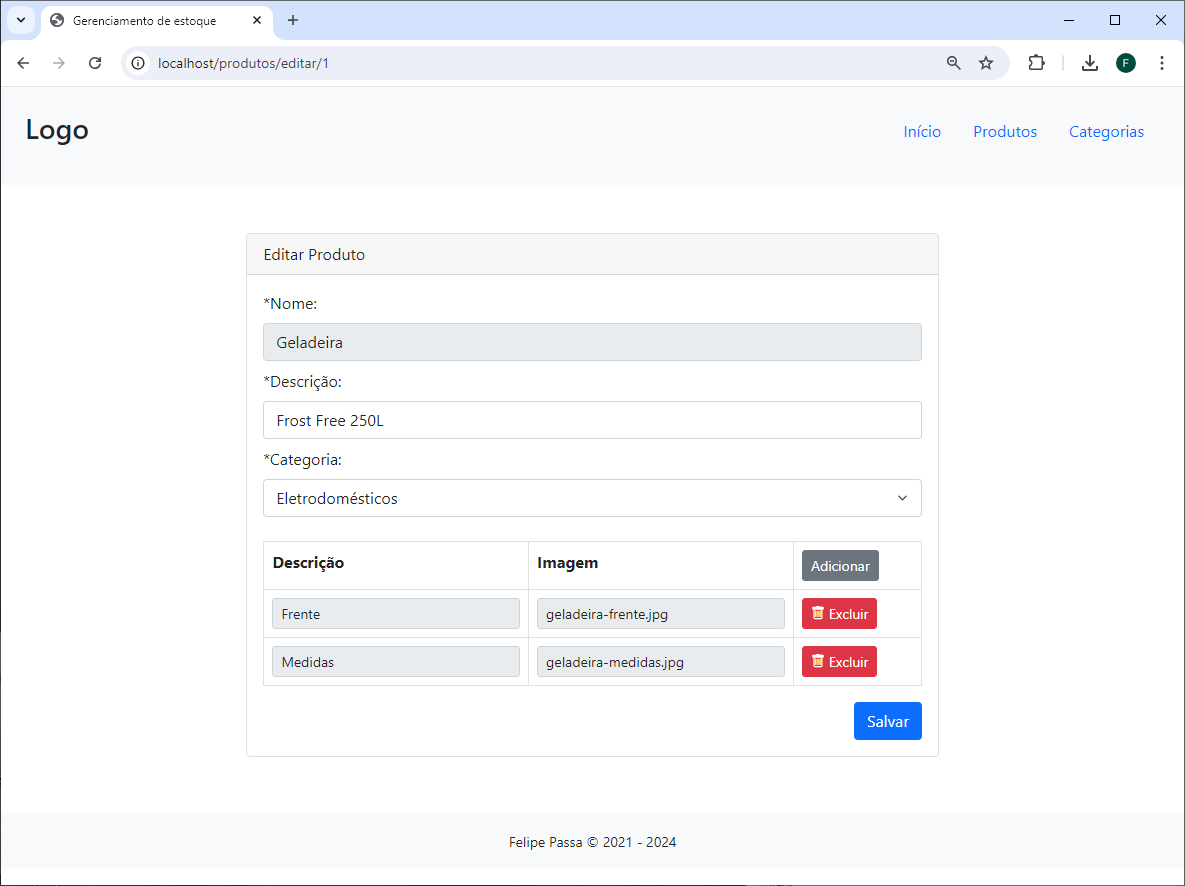 Gerenciamento de estoque
localhost/produtos/editar/1
F
Logo
Início Produtos Categorias
Editar Produto
*Nome:
Geladeira
*Descrição:
Frost Free 250L
*Categoria:
Eletrodomésticos
Descrição Imagem Adicionar
Frente geladeira-frente.jpg Excluir
Medidas geladeira-medidas.jpg Excluir
Salvar
Felipe Passa © 2021 - 2024